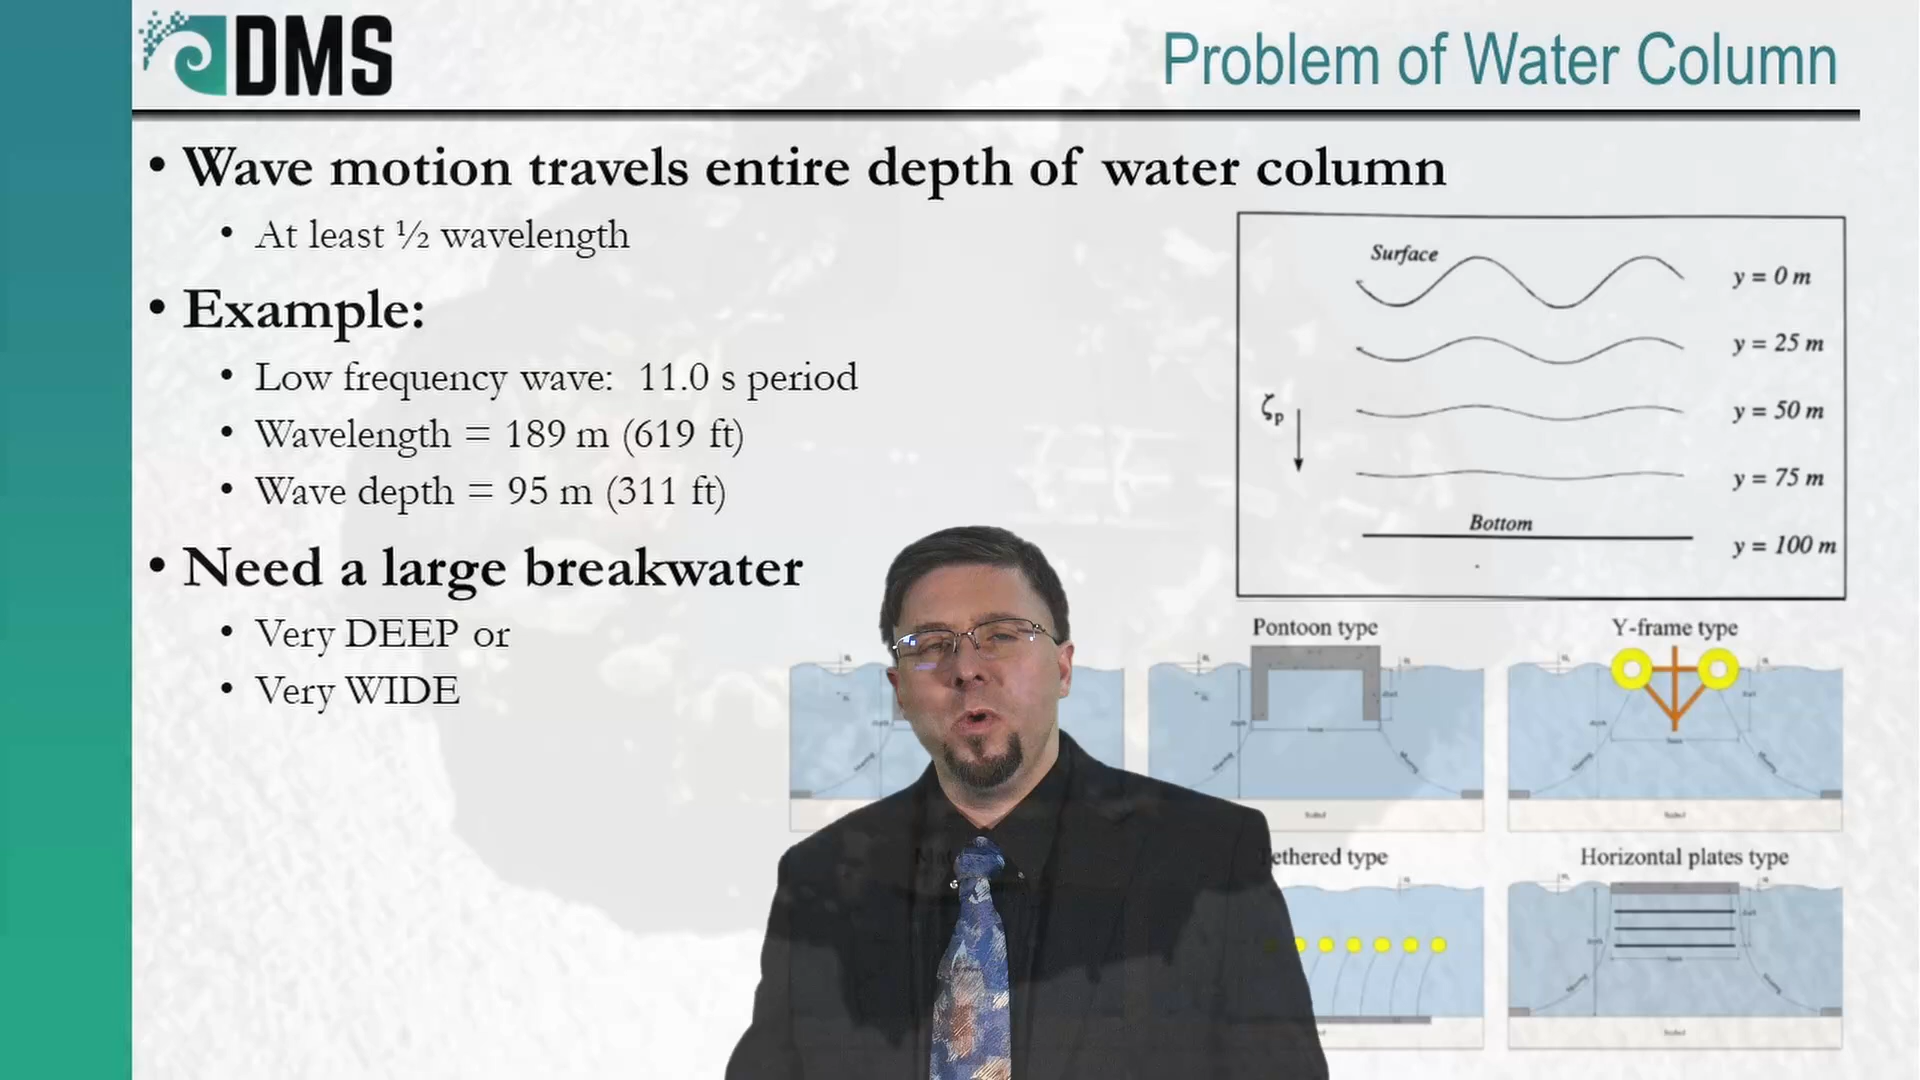 DMS
Problem of Water Column
• Wave motion travels entire depth of water column
• At least ½ wavelength
• Example:
• Low frequency wave: 11.0 s period
• Wavelength = 189 m (619 ft)
• Wave depth = 95 m (311 ft)
• Need a large breakwater
• Very DEEP or
• Very WIDE
Surface
y = 0 m
y = 25 m
ζp
y = 50 m
y = 75 m
Bottom
y = 100 m
Pontoon type
Y-frame type
ethered type
Horizontal plates type